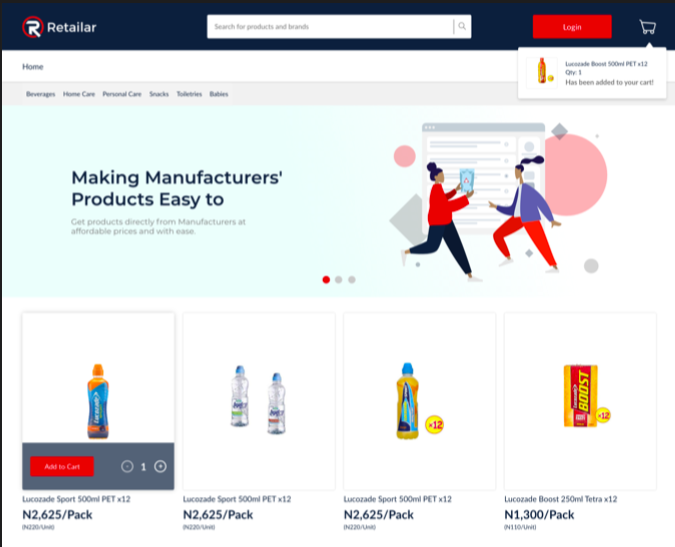 Retailar
Search for products and brands
Login
Home
Lucozade Boost 500ml PET x12
Qty: 1
Has been added to your cart!
Beverages Home Care Personal Care Snacks Toiletries Babies
Making Manufacturers'
Products Easy to
Get products directly from Manufacturers at
affordable prices and with ease.
Lucozade
x12
BOOST
x12
Add to Cart
1
Lucozade Sport 500ml PET x12
N2,625/Pack
(N220/Unit)
Lucozade Sport 500ml PET x12
N2,625/Pack
(N220/Unit)
Lucozade Sport 500ml PET x12
N2,625/Pack
(N220/Unit)
Lucozade Boost 250ml Tetra x12
N1,300/Pack
(N110/Unit)